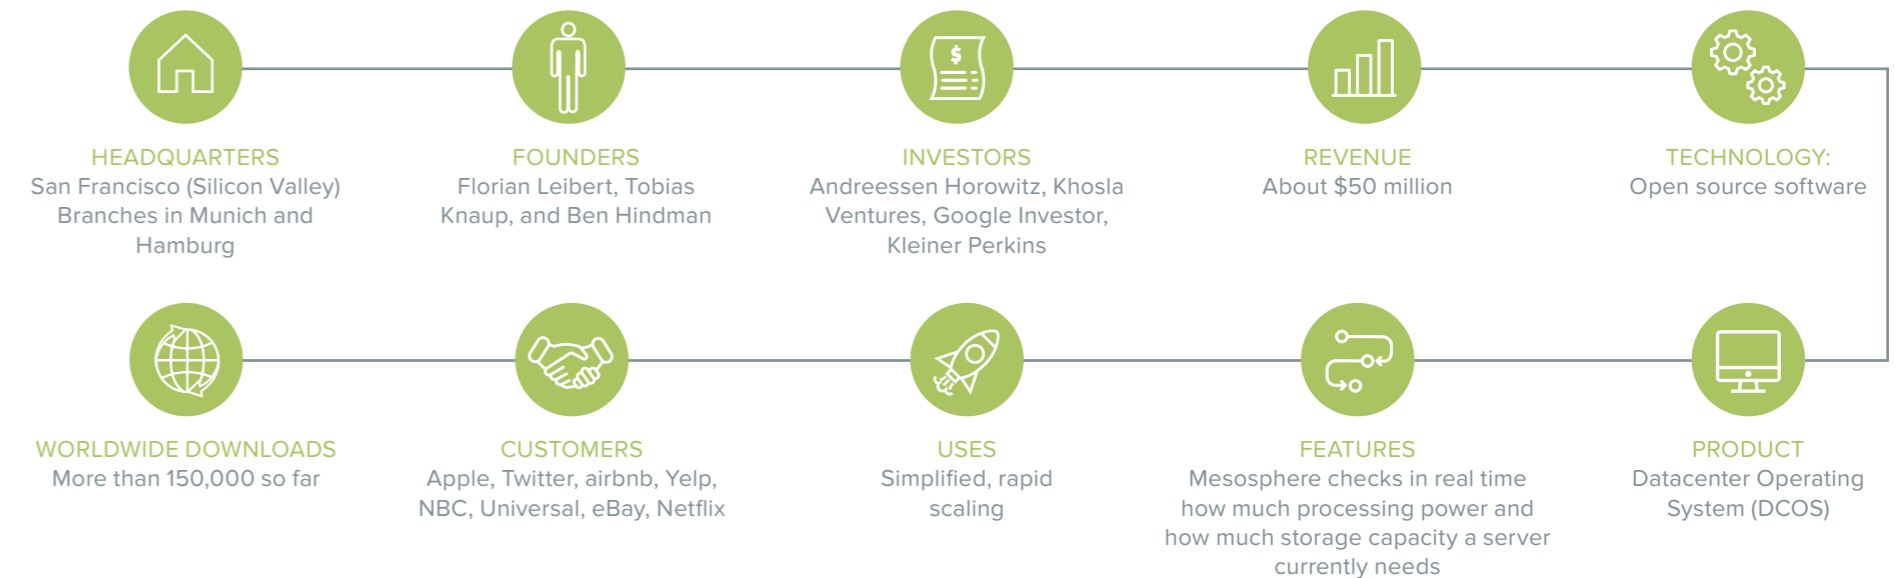 HEADQUARTERS
San Francisco (Silicon Valley)
Branches in Munich and
Hamburg
FOUNDERS
Florian Leibert, Tobias
Knaup, and Ben Hindman
$
INVESTORS
Andreessen Horowitz, Khosla
Ventures, Google Investor,
Kleiner Perkins
REVENUE
About $50 million
TECHNOLOGY:
Open source software
WORLDWIDE DOWNLOADS
More than 150,000 so far
CUSTOMERS
Apple, Twitter, airbnb, Yelp,
NBC, Universal, eBay, Netflix
USES
Simplified, rapid
scaling
FEATURES
Mesosphere checks in real time
how much processing power and
how much storage capacity a server
currently needs
PRODUCT
Datacenter Operating
System (DCOS)